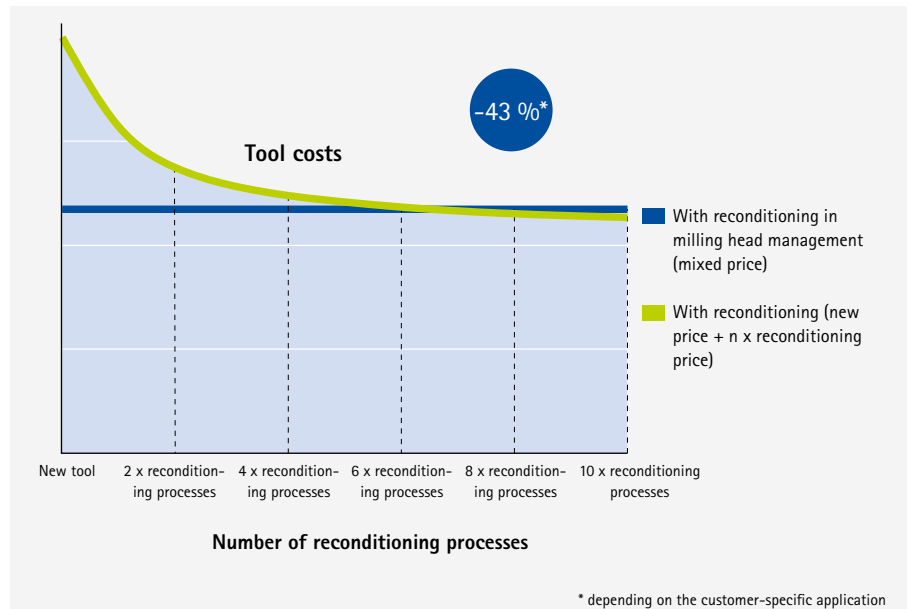 -43 %*
Tool costs
With reconditioning in
milling head management
(mixed price)
With reconditioning (new
price + n x reconditioning
price)
New tool
2 x recondition-
ing processes
4 x recondition-
ing processes
6 x recondition-
ing processes
8 x recondition-
ing processes
10 x reconditioning
processes
Number of reconditioning processes
* depending on the customer-specific application